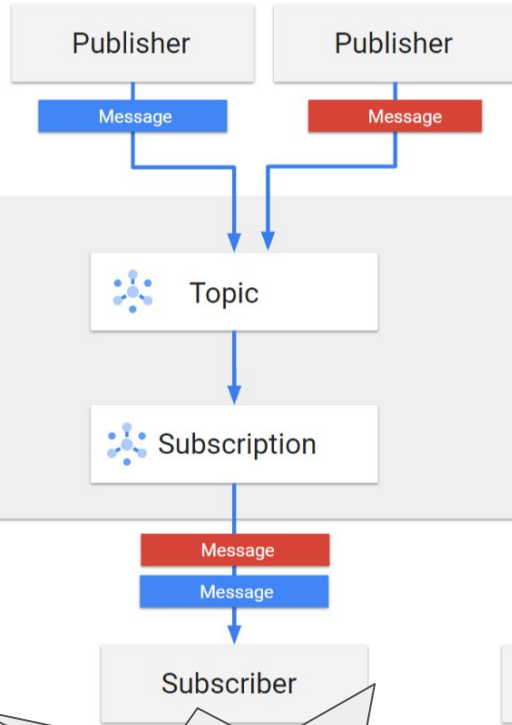 Publisher
Publisher
Message
Message
Topic
Subscription
Message
Message
Subscriber